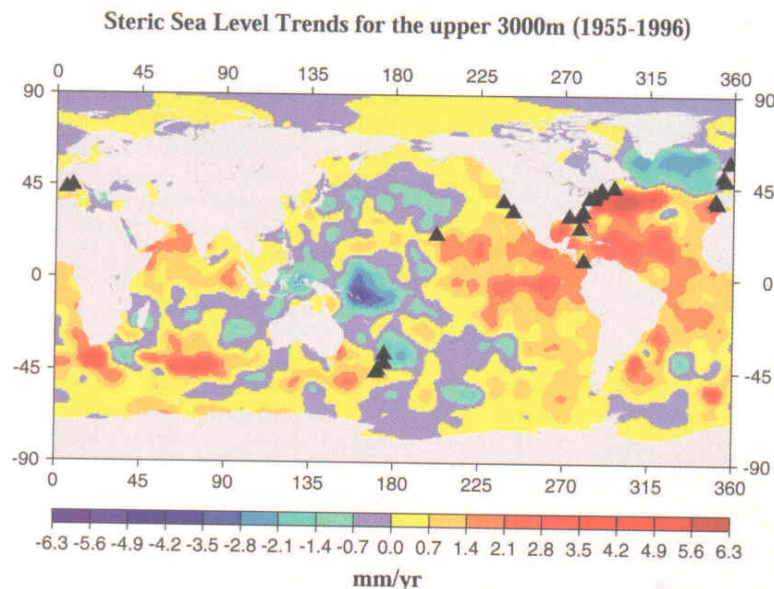 Steric Sea Level Trends for the upper 3000m (1955-1996)
0 45 90 135 180 225 270 315 360
90 90
45 45
0 0
-45 -45
-90 -90
0 45 90 135 180 225 270 315 360
-6.3 -5.6 -4.9 -4.2 -3.5 -2.8 -2.1 -1.4 -0.7 0.0 0.7 1.4 2.1 2.8 3.5 4.2 4.9 5.6 6.3
mm/yr